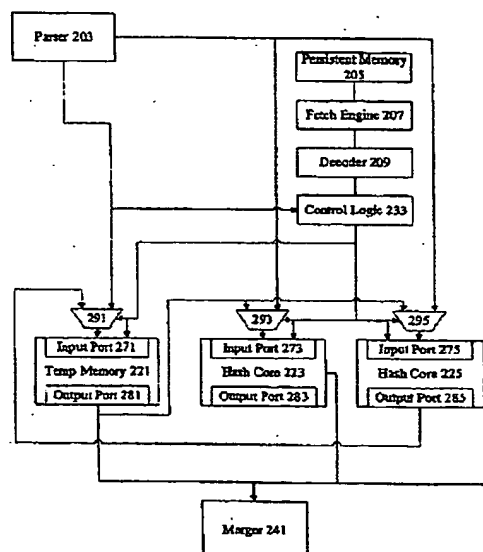 Parser 203
Persistent Memory
205
Fetch Engine 207
Decoder 209
Control Logic 233
291
293
295
Input Port 271
Temp Memory 221
Output Port 281
Input Port 273
Hash Core 223
Output Port 283
Input Port 275
Hash Core 225
Output Port 285
Merger 241